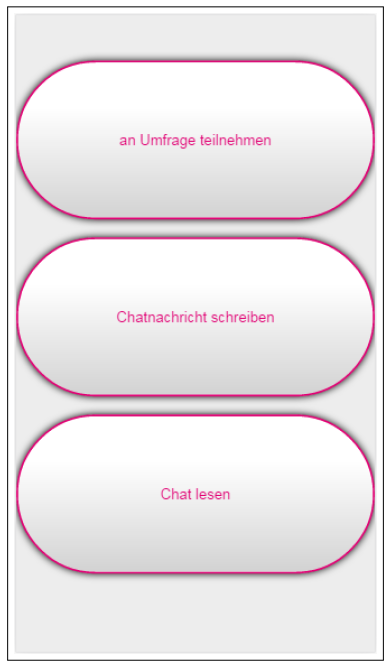 an Umfrage teilnehmen
Chatnachricht schreiben
Chat lesen